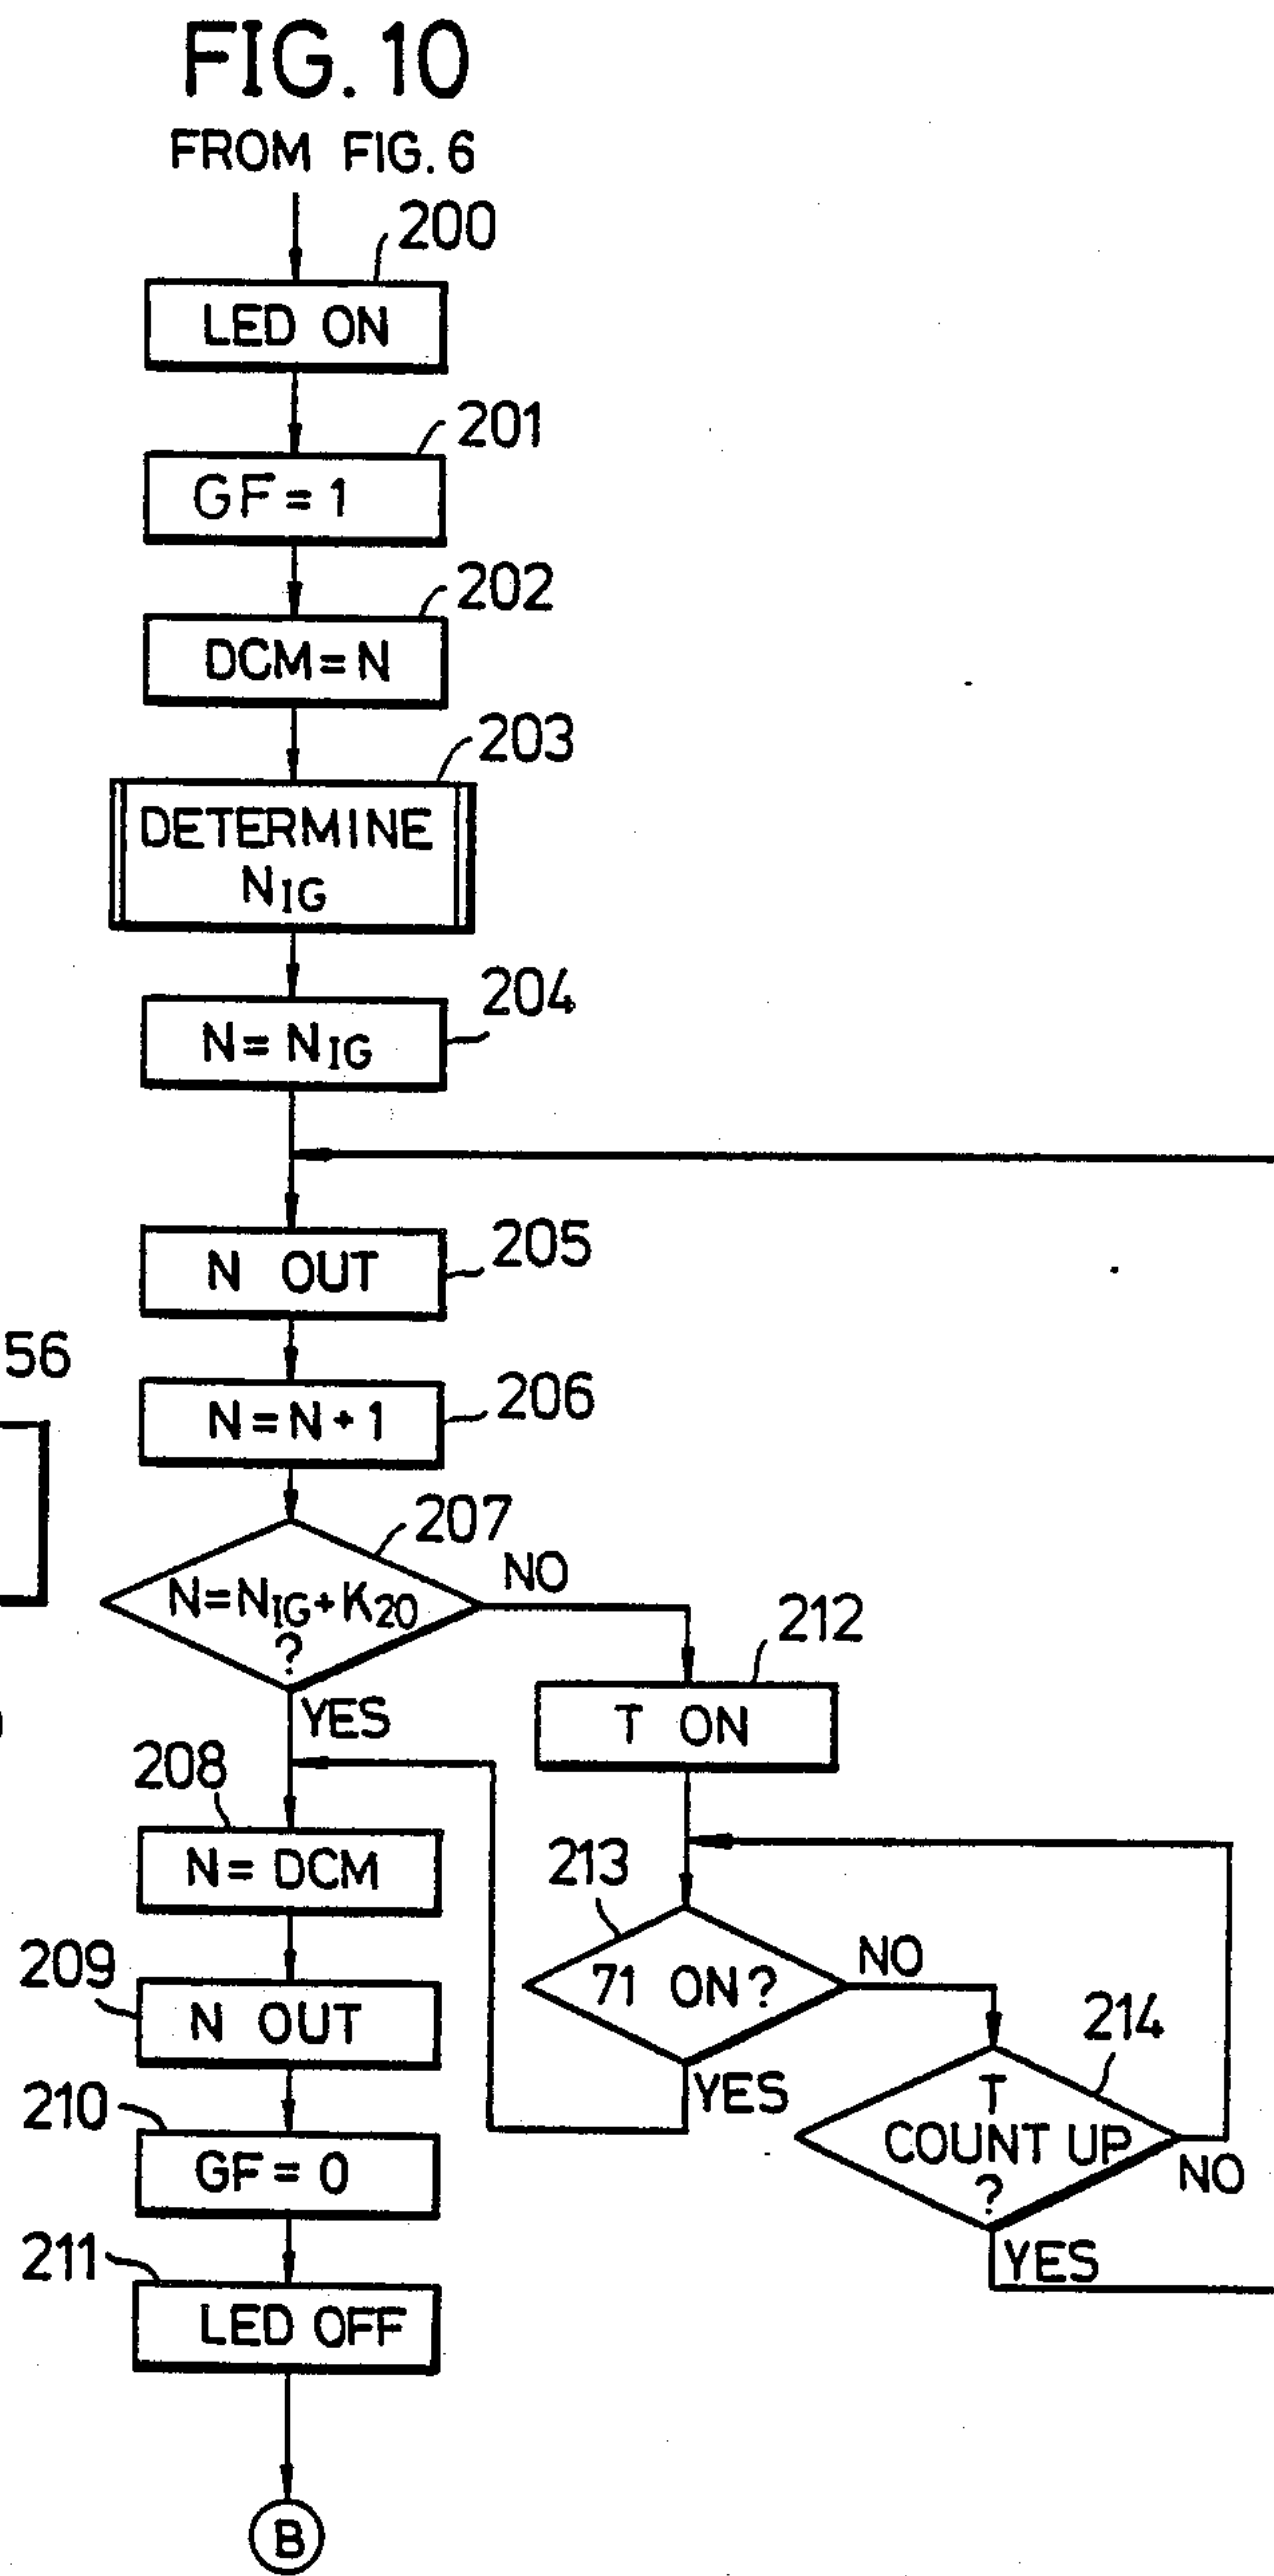 FIG. 10
FROM FIG. 6
200
LED ON
201
GF = 1
202
DCM = N
203
DETERMINE
NIG
204
N = NIG
205
N OUT
56
206
N = N + 1
207
N = NIG + K20
?
NO
YES
212
T ON
208
N = DCM
213
71 ON?
NO
YES
209
N OUT
214
T
COUNT UP
?
NO
YES
210
GF = 0
211
LED OFF
B